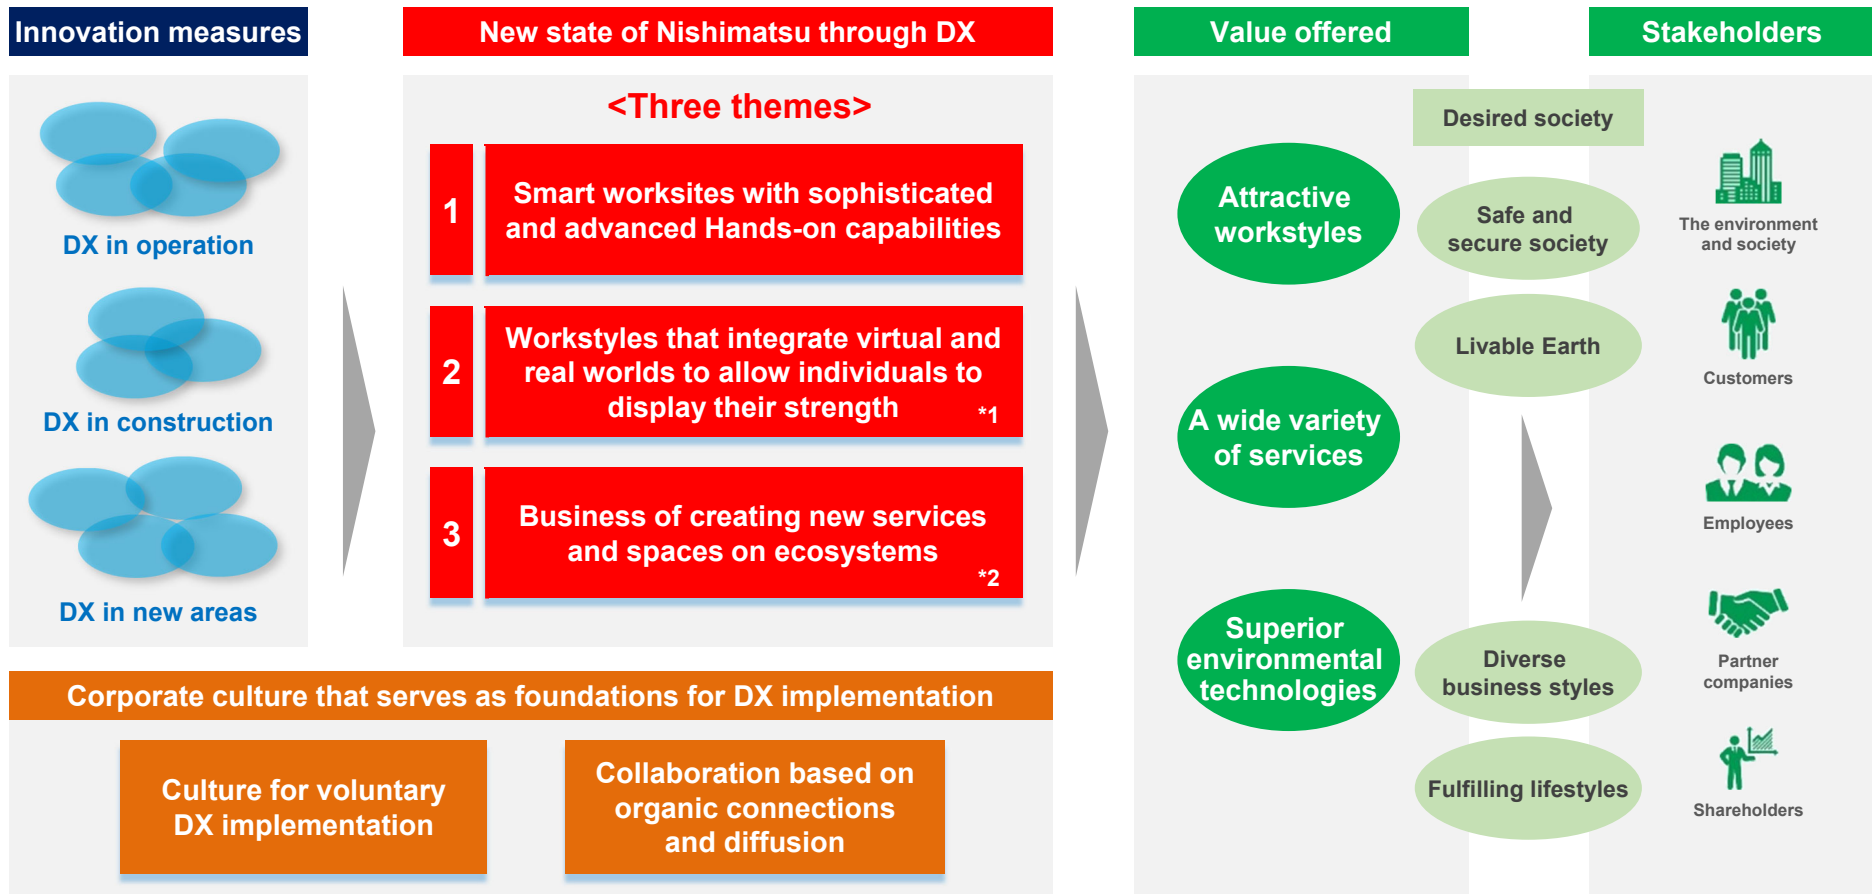 Innovation measures
DX in operation
DX in construction
DX in new areas
New state of Nishimatsu through DX
<Three themes>
1
Smart worksites with sophisticated
and advanced Hands-on capabilities
2
Workstyles that integrate virtual and
real worlds to allow individuals to
display their strength
*1
3
Business of creating new services
and spaces on ecosystems
*2
Corporate culture that serves as foundations for DX implementation
Culture for voluntary
DX implementation
Collaboration based on
organic connections
and diffusion
Value offered
Attractive
workstyles
A wide variety
of services
Superior
environmental
technologies
Desired society
Safe and
secure society
Livable Earth
Diverse
business styles
Fulfilling lifestyles
Stakeholders
The environment
and society
Customers
Employees
Partner
companies
Shareholders